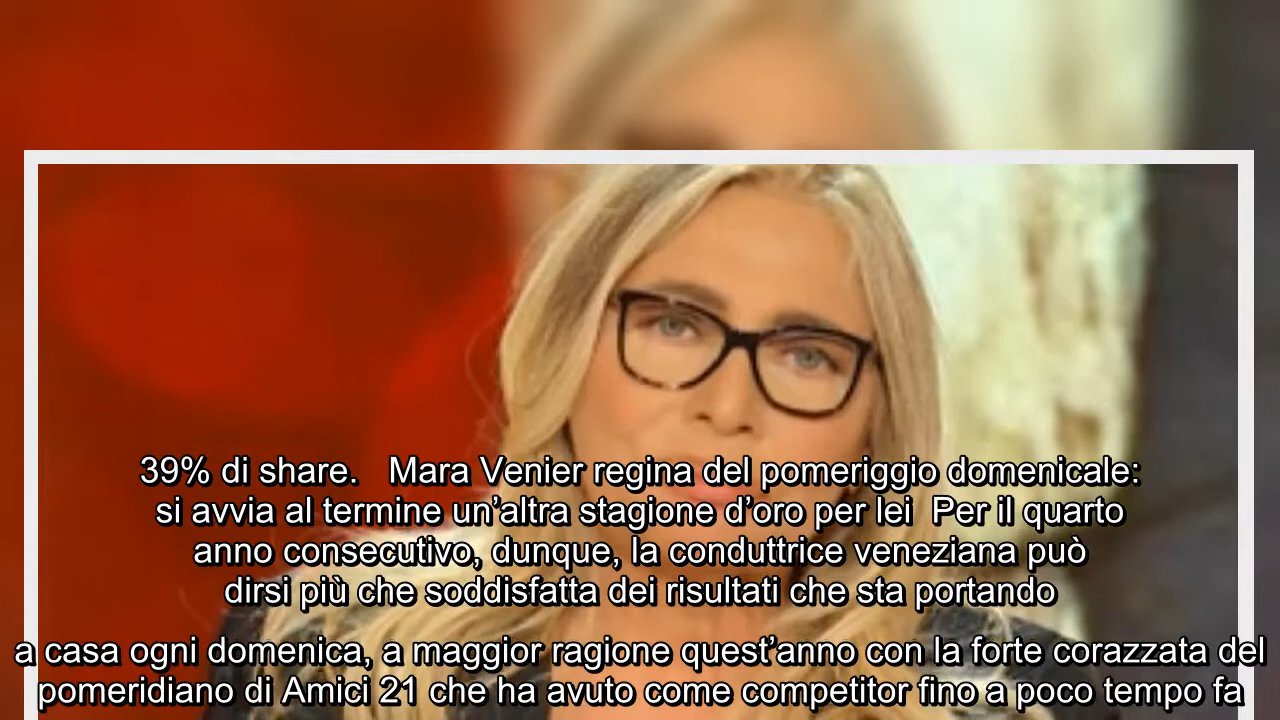 39% di share.   Mara Venier regina del pomeriggio domenicale:
si avvia al termine un’altra stagione d’oro per lei  Per il quarto
anno consecutivo, dunque, la conduttrice veneziana può
dirsi più che soddisfatta dei risultati che sta portando
a casa ogni domenica, a maggior ragione quest’anno con la forte corazzata del
pomeridiano di Amici 21 che ha avuto come competitor fino a poco tempo fa